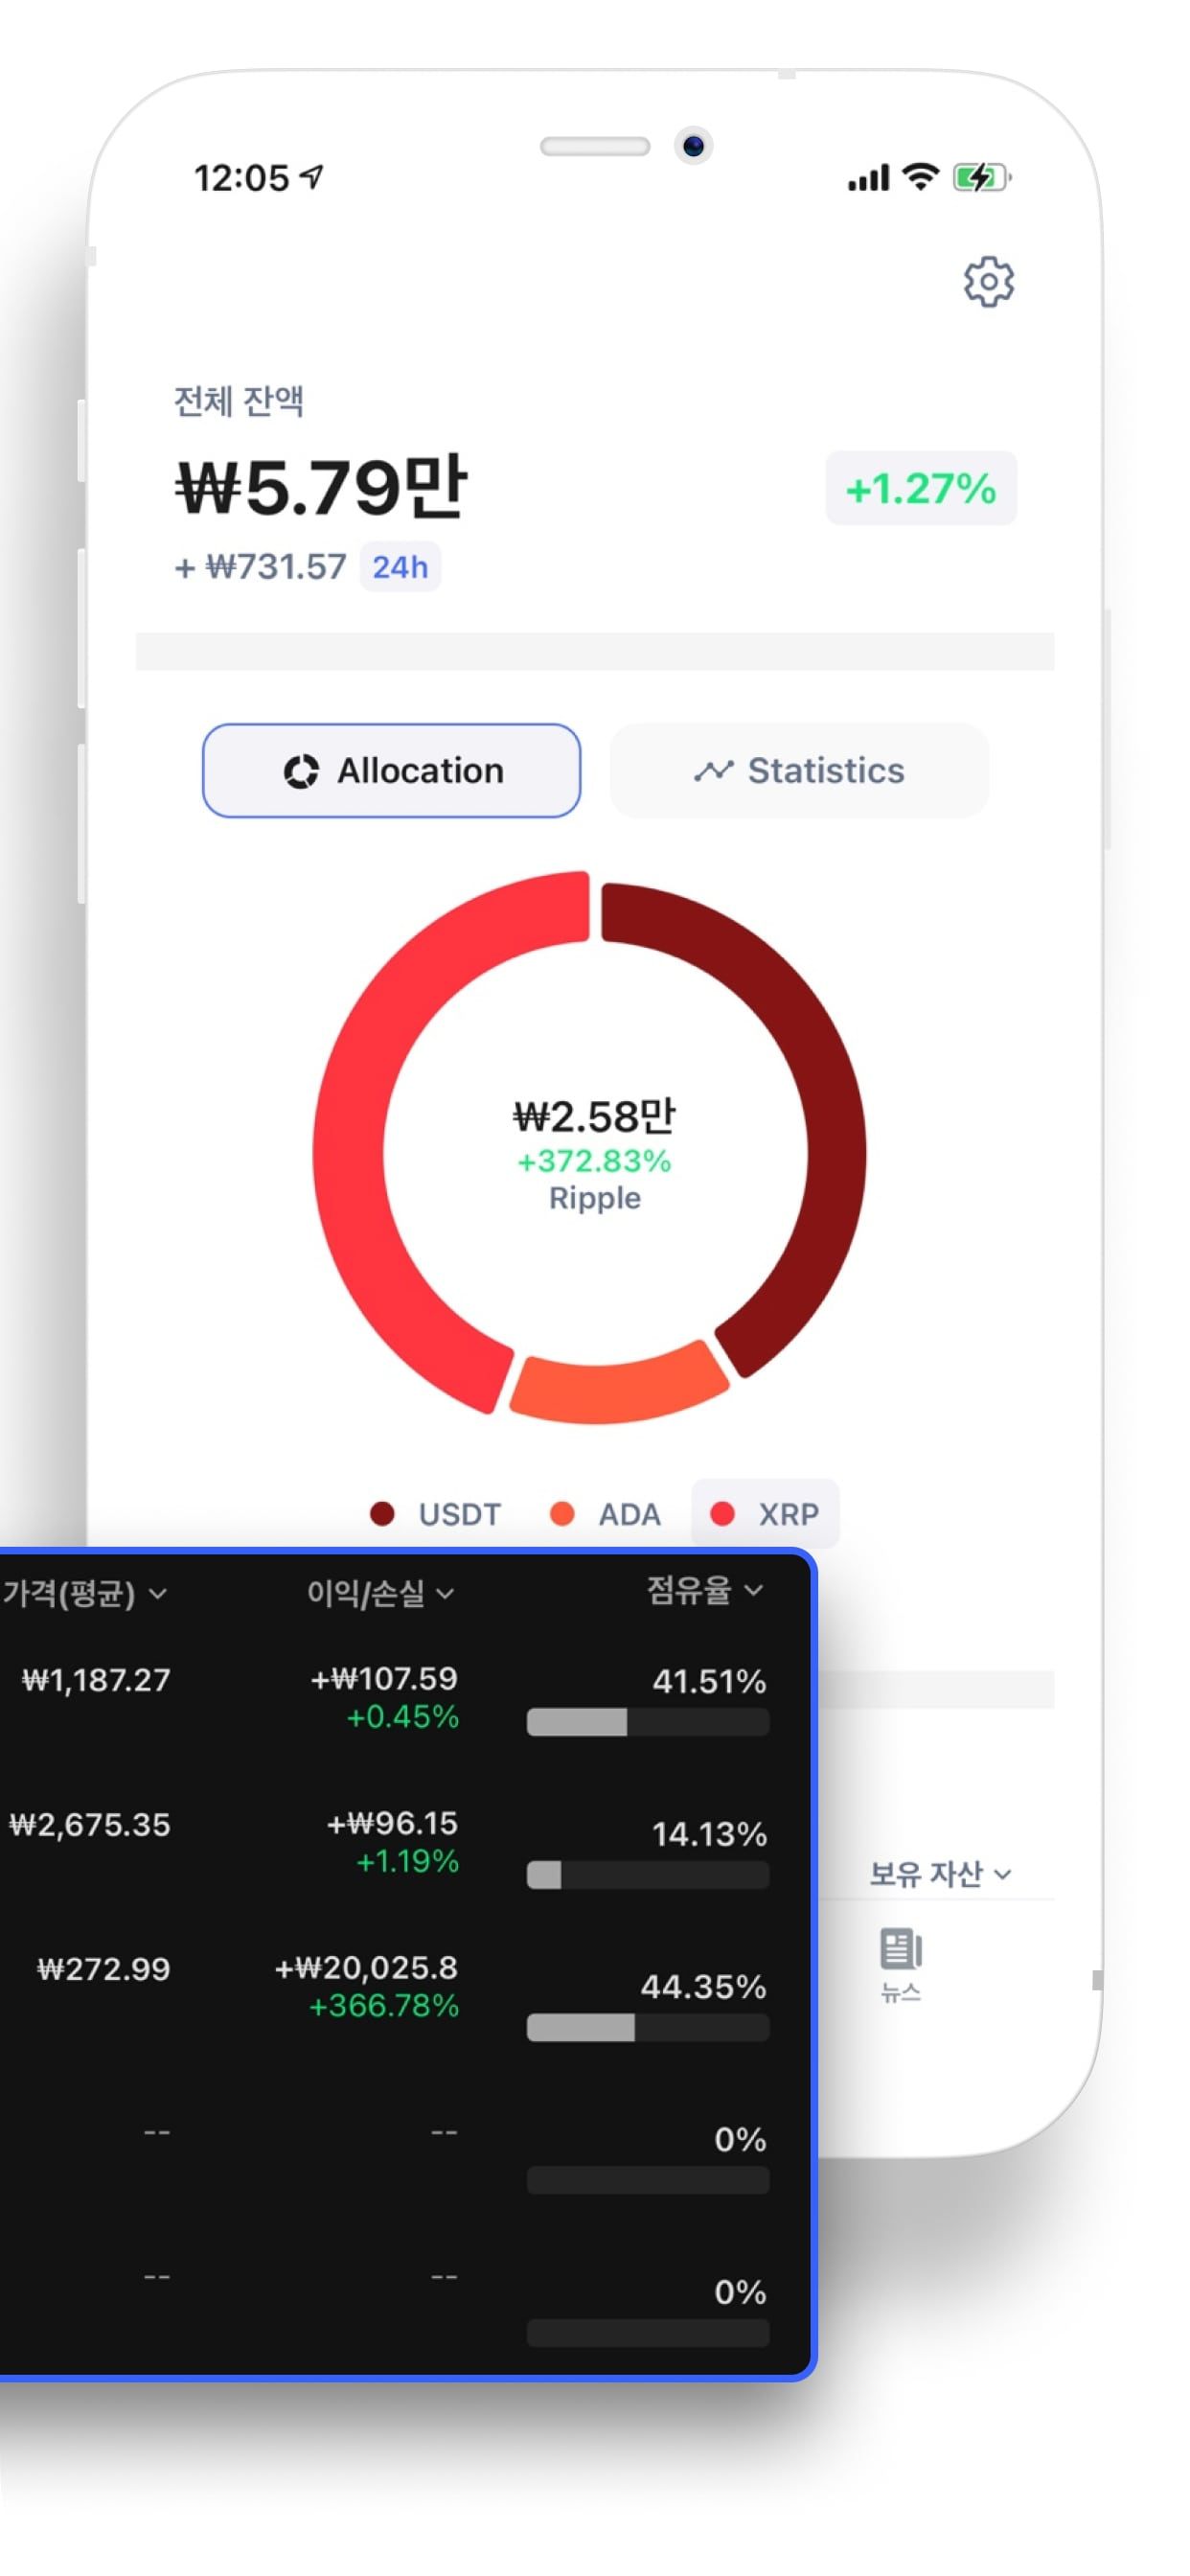 12:05
전체 잔액
₩5.79만
+1.27%
+ ₩731.57 24h
Allocation
Statistics
₩2.58만
+372.83%
Ripple
USDT ADA XRP
가격(평균) 이익/손실 점유율
₩1,187.27 +₩107.59 41.51%
+0.45%
₩2,675.35 +₩96.15 14.13%
+1.19%
₩272.99 +₩20,025.8 44.35%
+366.78%
-- -- 0%
-- -- 0%
보유 자산
뉴스